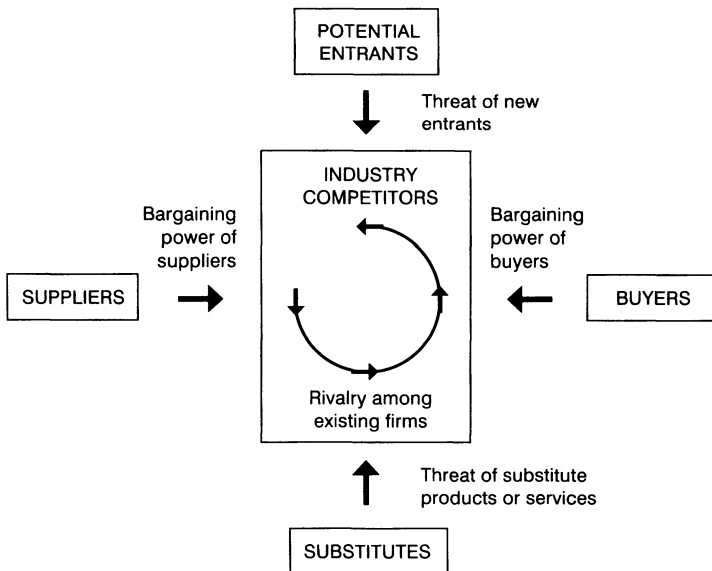 POTENTIAL
ENTRANTS
Threat of new
entrants
INDUSTRY
COMPETITORS
Bargaining
power of
suppliers
Bargaining
power of
buyers
SUPPLIERS
BUYERS
Rivalry among
existing firms
Threat of substitute
products or services
SUBSTITUTES